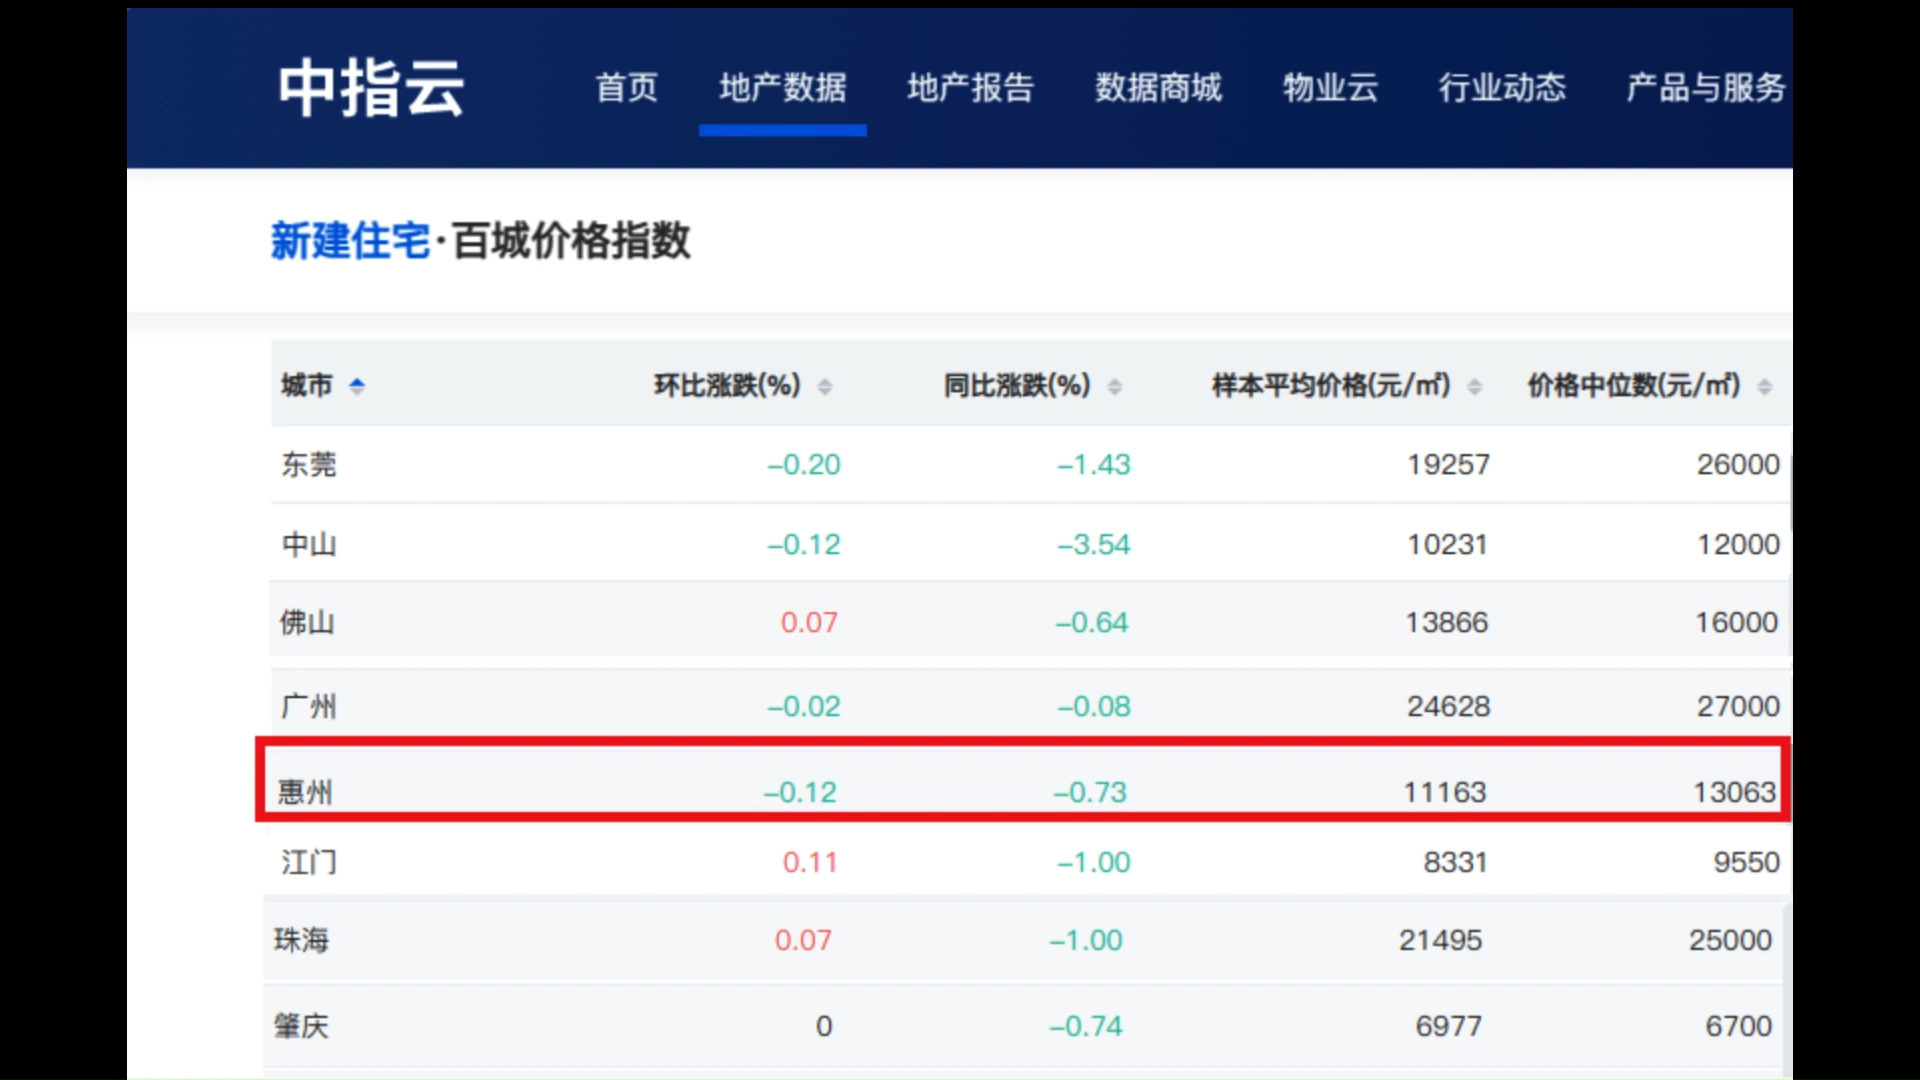 中指云 首页 地产数据 地产报告 数据商城 物业云 行业动态 产品与服务
新建住宅·百城价格指数
城市 环比涨跌(%) 同比涨跌(%) 样本平均价格(元/㎡) 价格中位数(元/㎡)
东莞 -0.20 -1.43 19257 26000
中山 -0.12 -3.54 10231 12000
佛山 0.07 -0.64 13866 16000
广州 -0.02 -0.08 24628 27000
惠州 -0.12 -0.73 11163 13063
江门 0.11 -1.00 8331 9550
珠海 0.07 -1.00 21495 25000
肇庆 0 -0.74 6977 6700